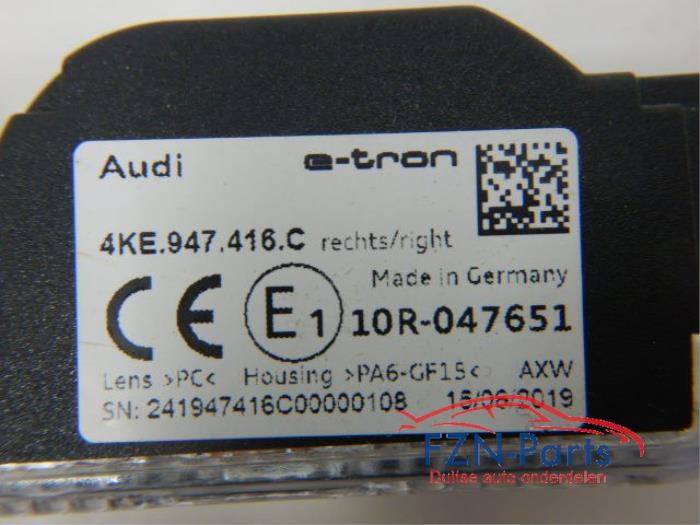 Audi e-tron
4KE.947.416.C rechts/right
Made in Germany
CE E1 10R-047651
Lens >PC< Housing >PA6-GF15< AXW
SN: 241947416C00000108 15/08/2019
FZN-Parts
Duitse auto onderdelen